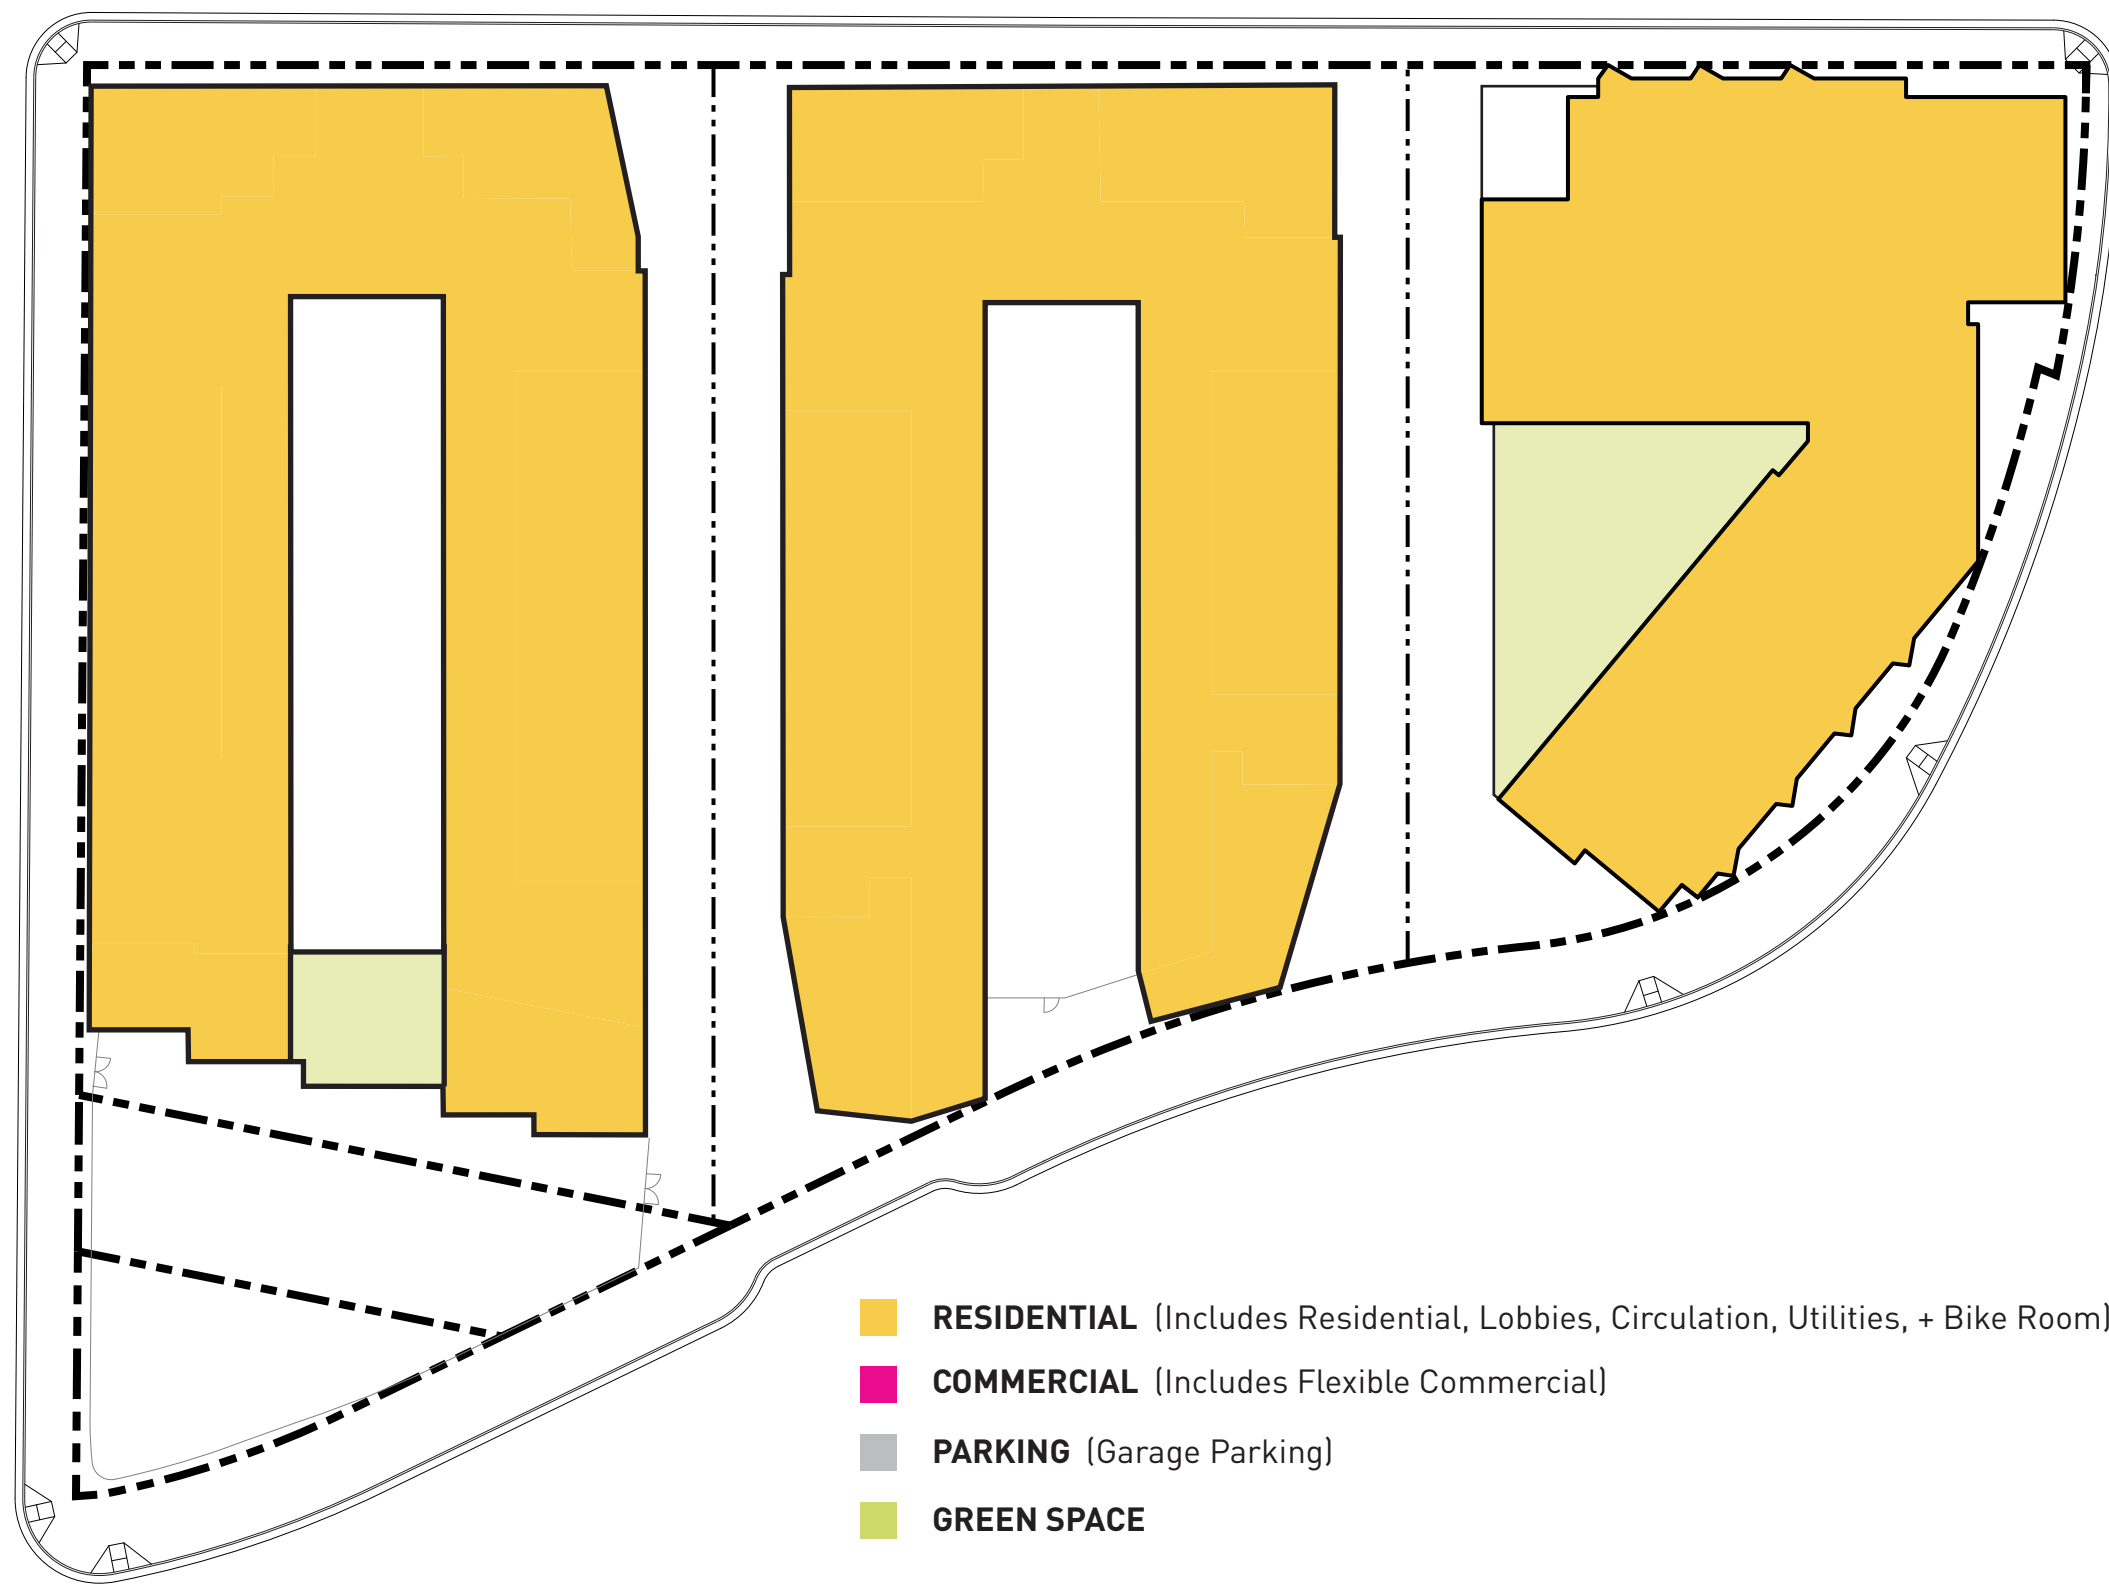 RESIDENTIAL (Includes Residential, Lobbies, Circulation, Utilities, + Bike Room)
COMMERCIAL (Includes Flexible Commercial)
PARKING (Garage Parking)
GREEN SPACE